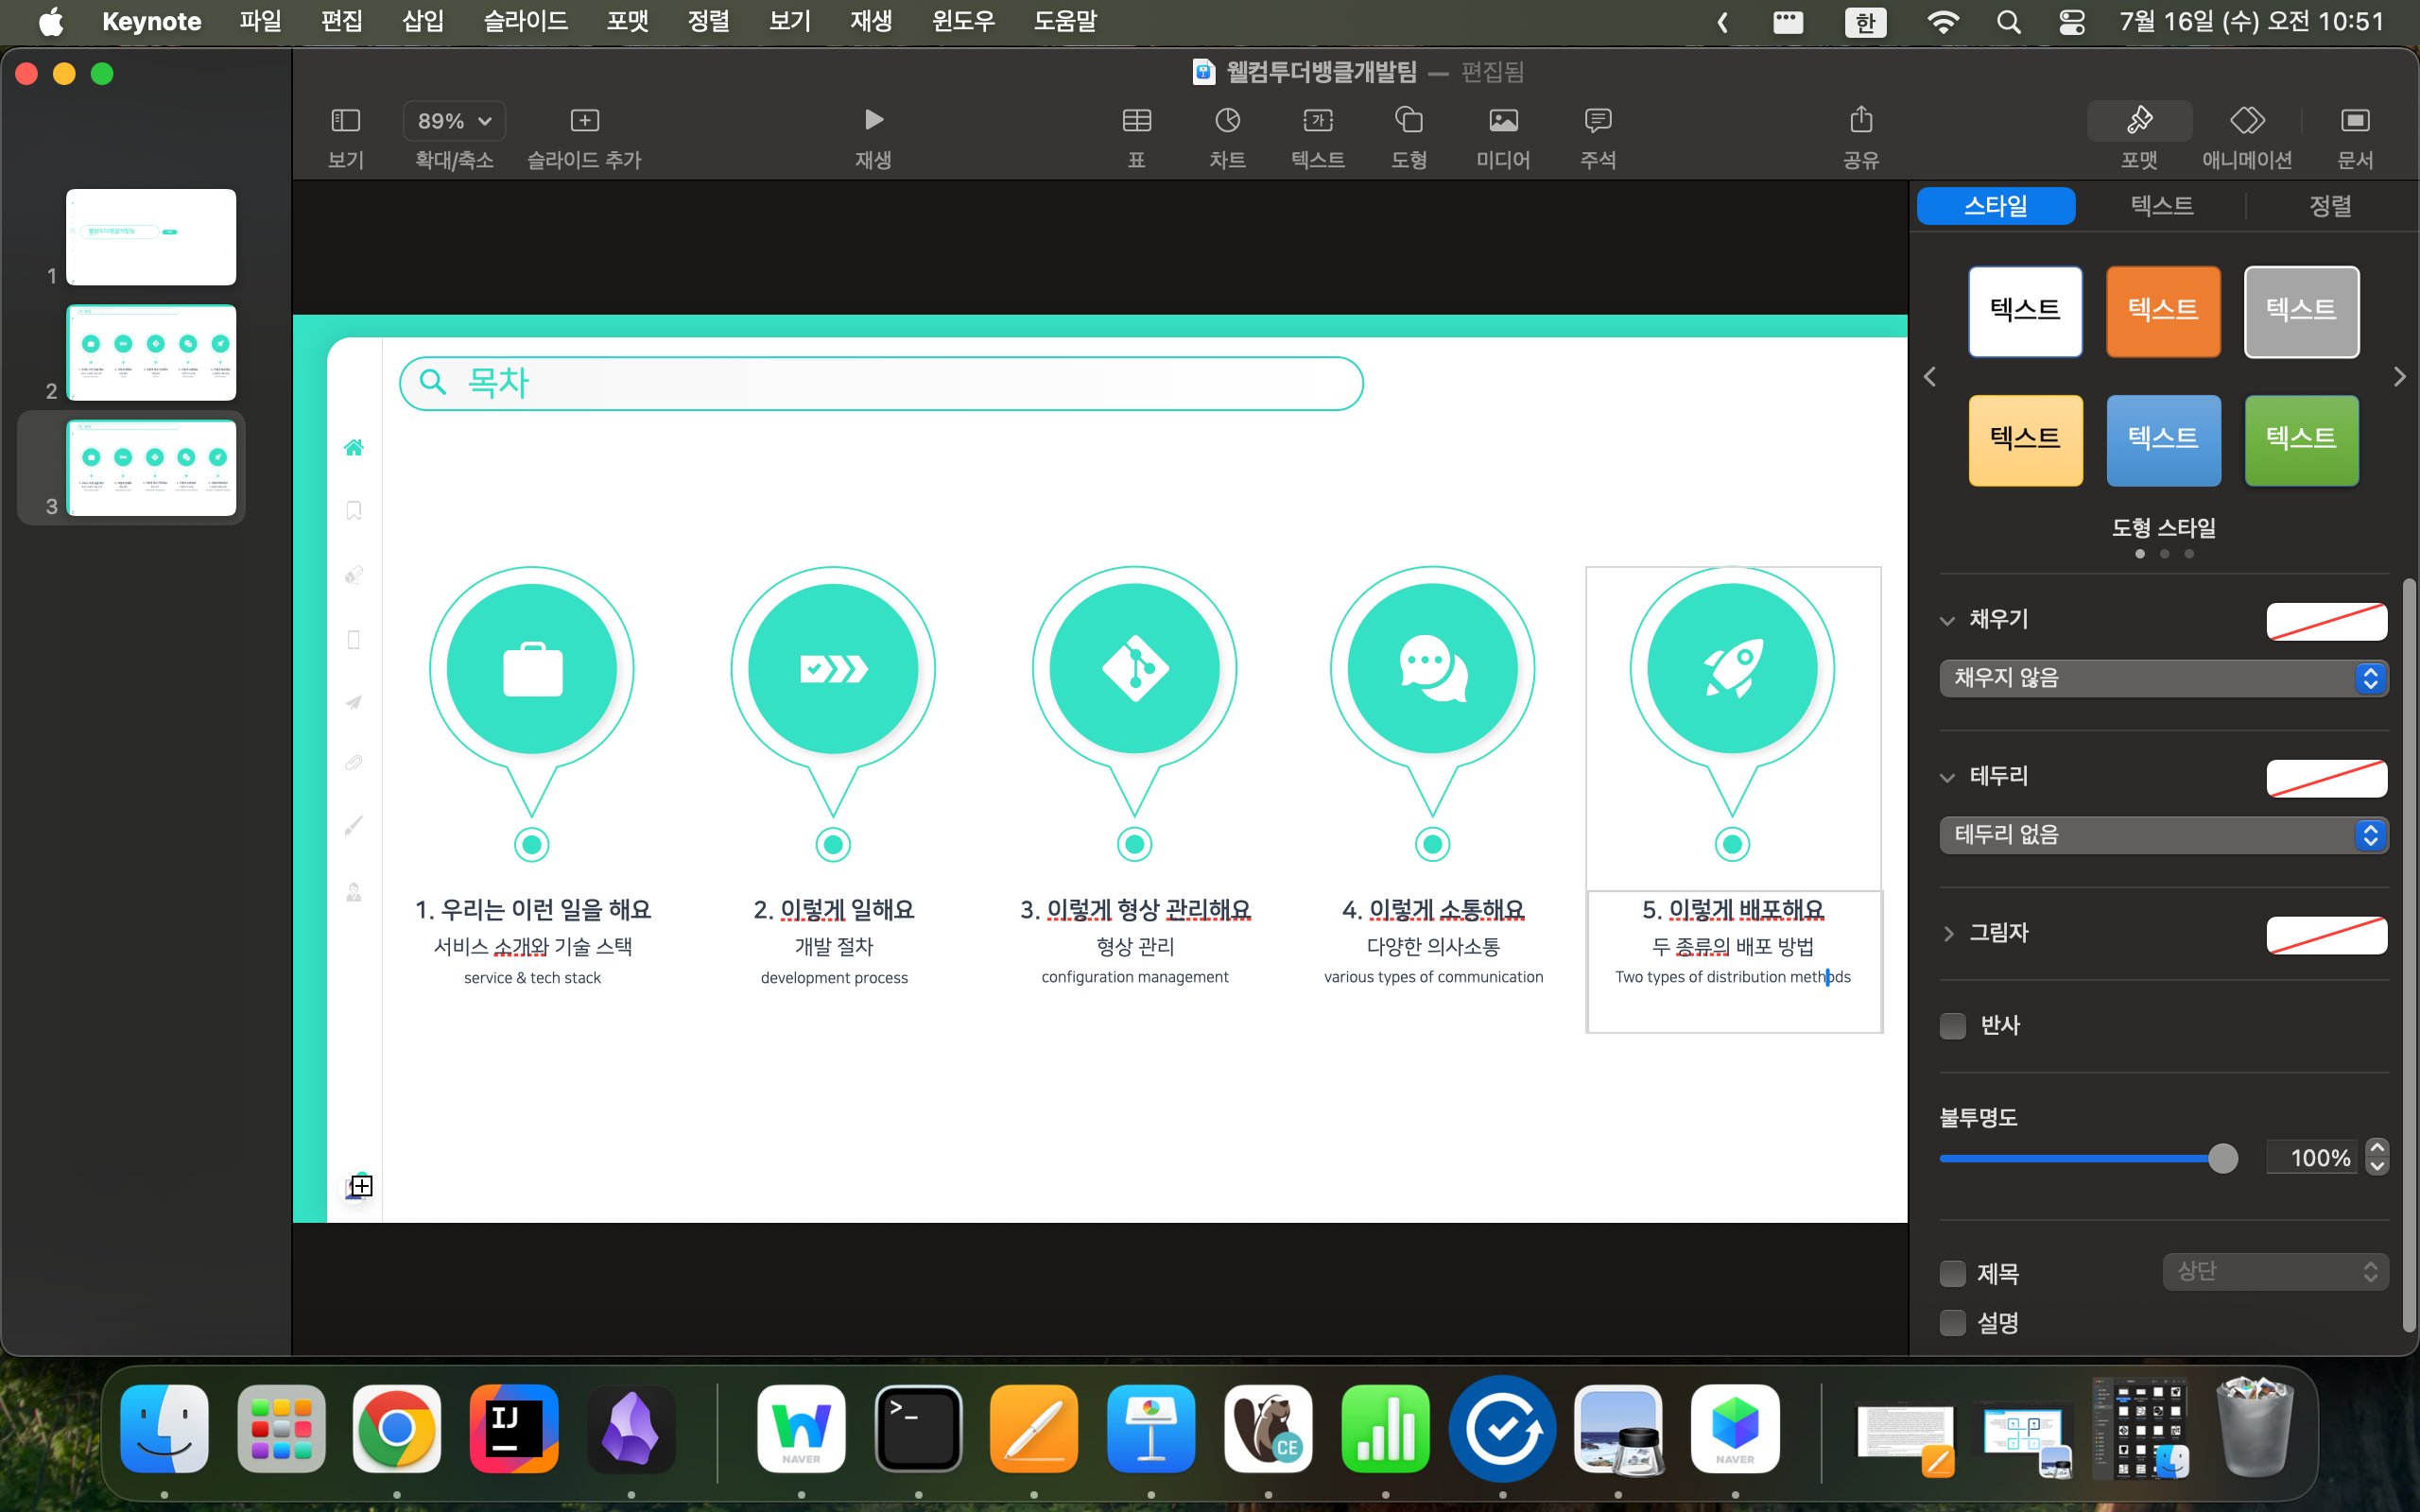 Keynote 파일 편집 삽입 슬라이드 포맷 정렬 보기 재생 윈도우 도움말 한 7월 16일 (수) 오전 10:51
웰컴투더뱅클개발팀 — 편집됨
89%
보기 확대/축소 슬라이드 추가 재생 표 차트 텍스트 도형 미디어 주석 공유 포맷 애니메이션 문서
스타일 텍스트 정렬
1
2
3
목차
1. 우리는 이런 일을 해요
서비스 소개와 기술 스택
service & tech stack
2. 이렇게 일해요
개발 절차
development process
3. 이렇게 형상 관리해요
형상 관리
configuration management
4. 이렇게 소통해요
다양한 의사소통
various types of communication
5. 이렇게 배포해요
두 종류의 배포 방법
Two types of distribution methods
텍스트 텍스트 텍스트
텍스트 텍스트 텍스트
도형 스타일
채우기
채우지 않음
테두리
테두리 없음
그림자
반사
불투명도
100%
제목 상단
설명
IJ
NAVER
>_
CE
NAVER